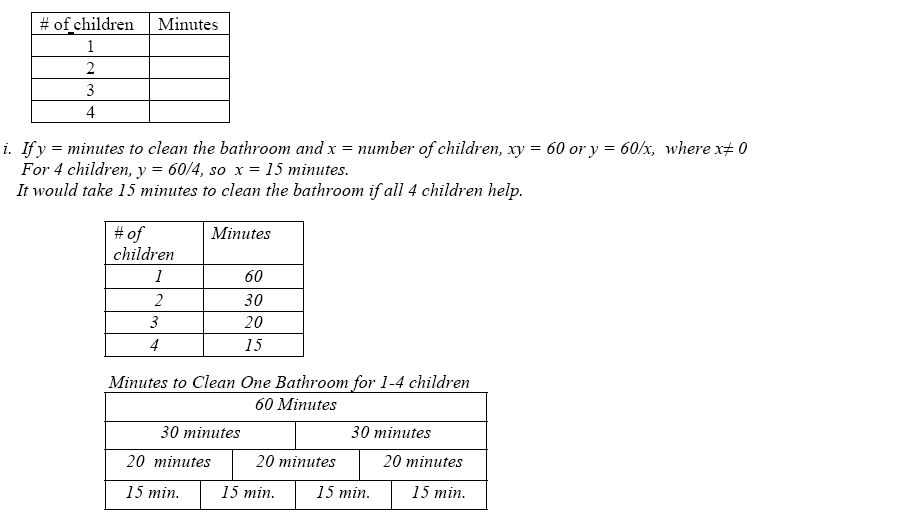 # of children Minutes
1
2
3
4
i. If y = minutes to clean the bathroom and x = number of children, xy = 60 or y = 60/x, where x≠ 0
For 4 children, y = 60/4, so x = 15 minutes.
It would take 15 minutes to clean the bathroom if all 4 children help.
# of Minutes
children
1 60
2 30
3 20
4 15
Minutes to Clean One Bathroom for 1-4 children
60 Minutes
30 minutes 30 minutes
20 minutes 20 minutes 20 minutes
15 min. 15 min. 15 min. 15 min.